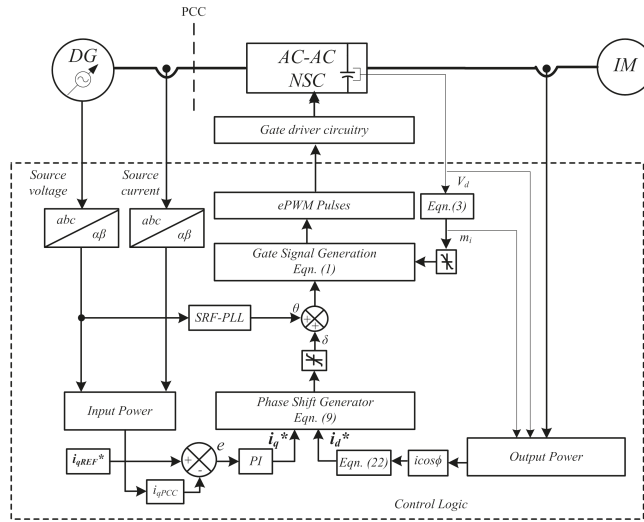 PCC
DG
AC-AC
NSC
IM
Gate driver circuitry
Source
voltage
Source
current
V_d
abc
αβ
abc
αβ
ePWM Pulses
Eqn.(3)
m_i
Gate Signal Generation
Eqn. (1)
θ
+
+
SRF-PLL
δ
Phase Shift Generator
Eqn. (9)
Input Power
i_q*
i_d*
i_qREF*
+
-
e
PI
Eqn. (22)
icosϕ
Output Power
i_qPCC
Control Logic